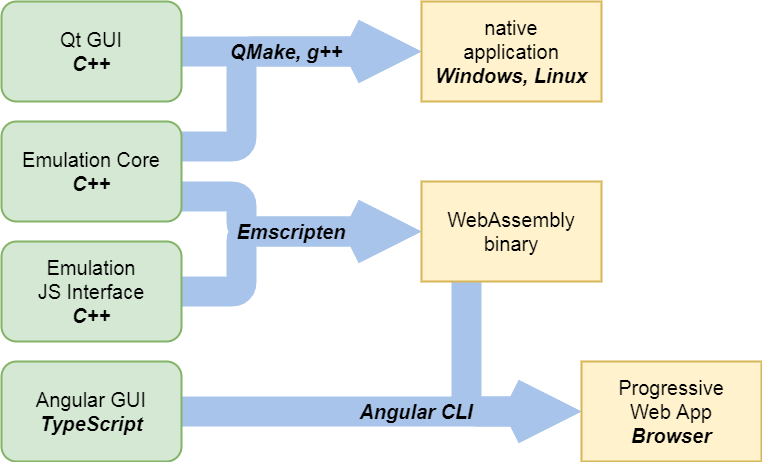 Qt GUI
C++
QMake, g++
native
application
Windows, Linux
Emulation Core
C++
Emscripten
WebAssembly
binary
Emulation
JS Interface
C++
Angular GUI
TypeScript
Angular CLI
Progressive
Web App
Browser